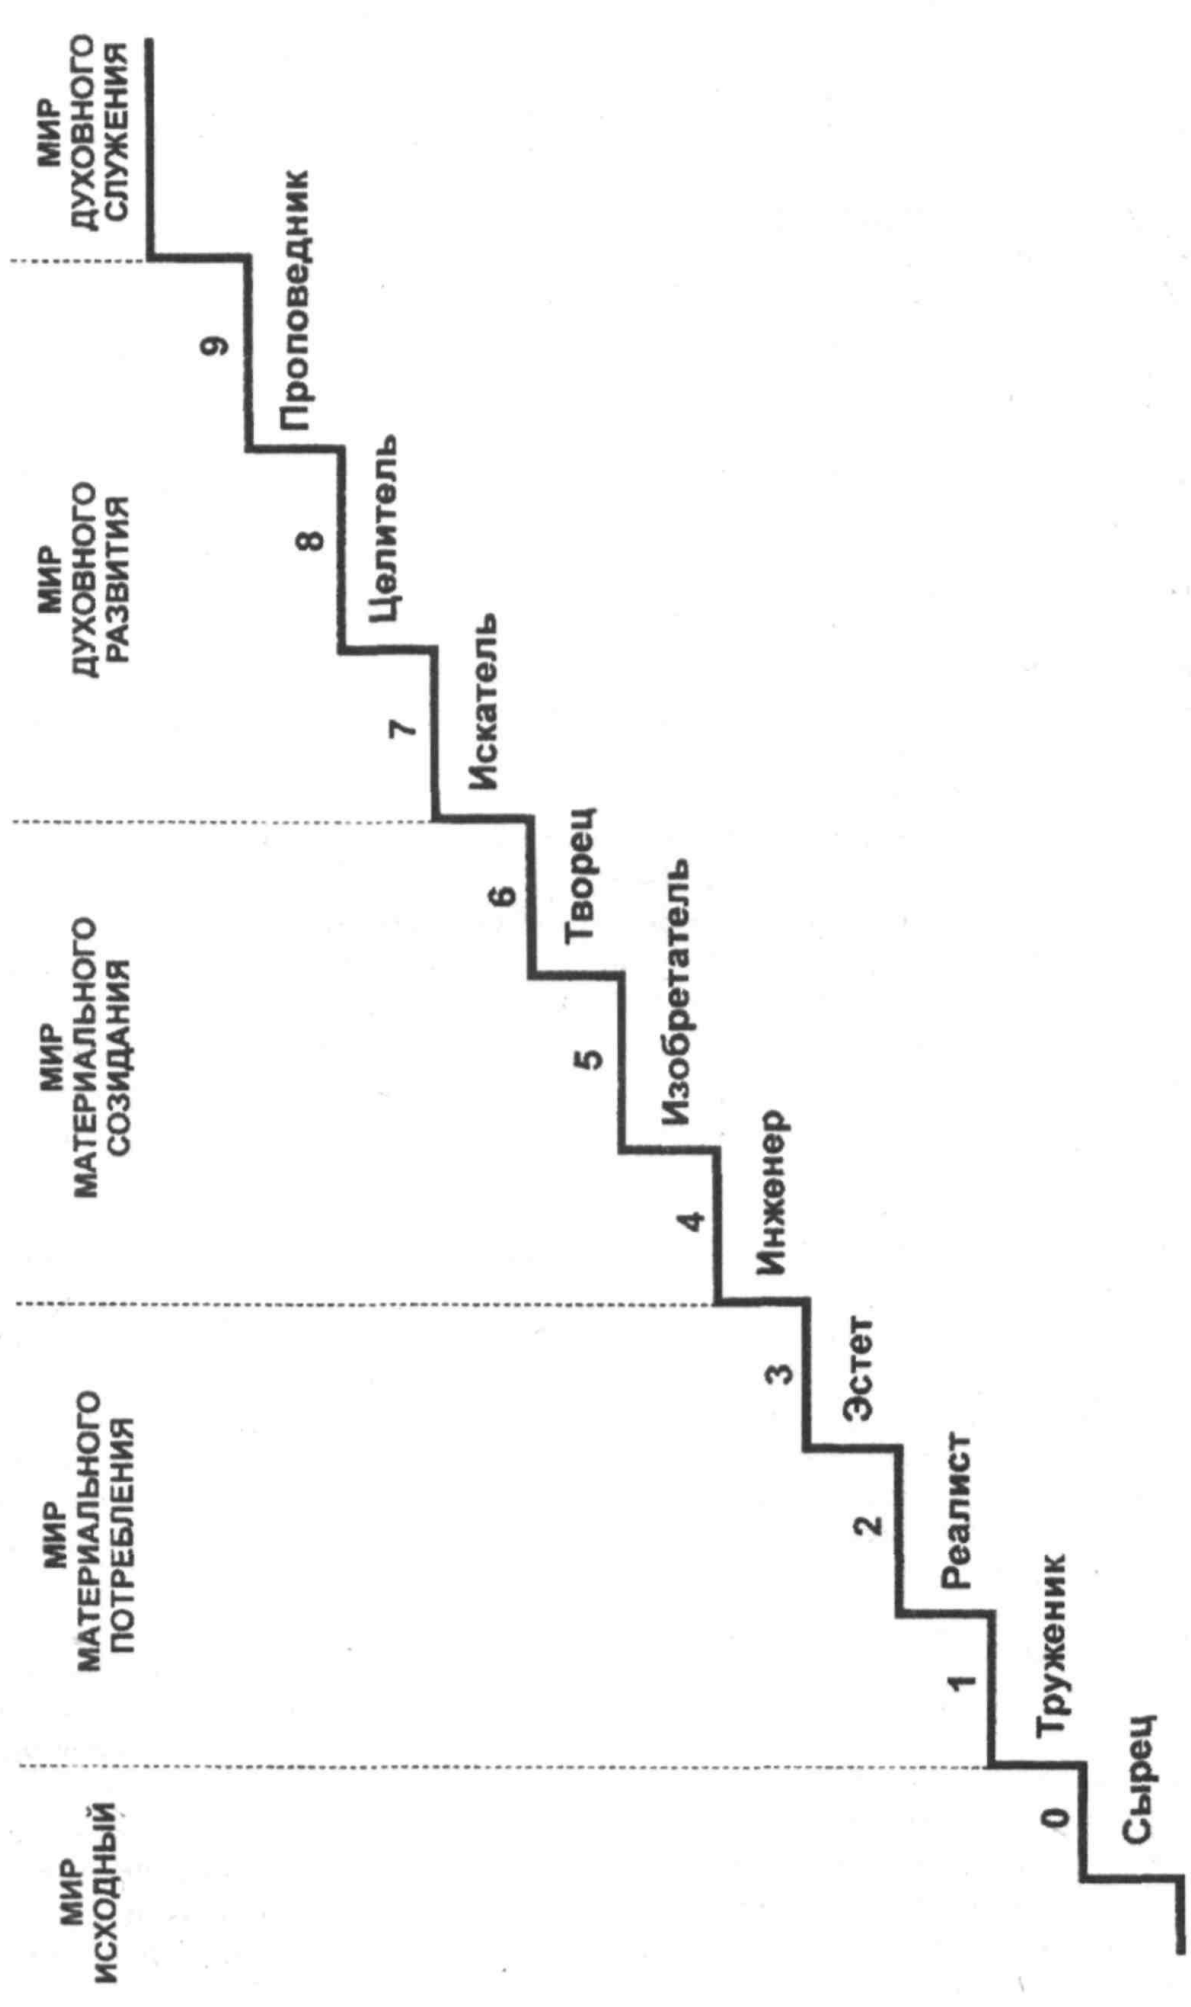 МИР
ИСХОДНЫЙ
МИР
МАТЕРИАЛЬНОГО
ПОТРЕБЛЕНИЯ
МИР
МАТЕРИАЛЬНОГО
СОЗИДАНИЯ
МИР
ДУХОВНОГО
РАЗВИТИЯ
МИР
ДУХОВНОГО
СЛУЖЕНИЯ
0
Сырец
1
Труженик
2
Реалист
3
Эстет
4
Инженер
5
Изобретатель
6
Творец
7
Искатель
8
Целитель
9
Проповедник